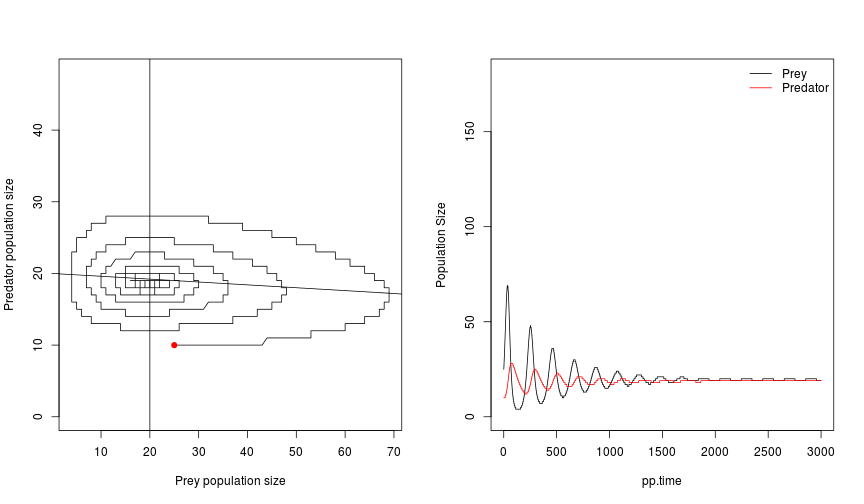 Predator population size
40
30
20
10
0
10 20 30 40 50 60 70
Prey population size
Population Size
150
100
50
0
0 500 1000 1500 2000 2500 3000
pp.time
Prey
Predator